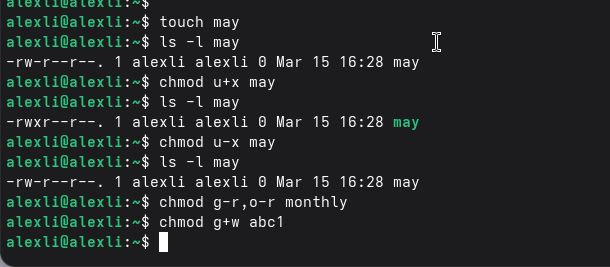 alexli@alexli:~$
alexli@alexli:~$ touch may
alexli@alexli:~$ ls -l may
-rw-r--r--. 1 alexli alexli 0 Mar 15 16:28 may
alexli@alexli:~$ chmod u+x may
alexli@alexli:~$ ls -l may
-rwxr--r--. 1 alexli alexli 0 Mar 15 16:28 may
alexli@alexli:~$ chmod u-x may
alexli@alexli:~$ ls -l may
-rw-r--r--. 1 alexli alexli 0 Mar 15 16:28 may
alexli@alexli:~$ chmod g-r,o-r monthly
alexli@alexli:~$ chmod g+w abc1
alexli@alexli:~$